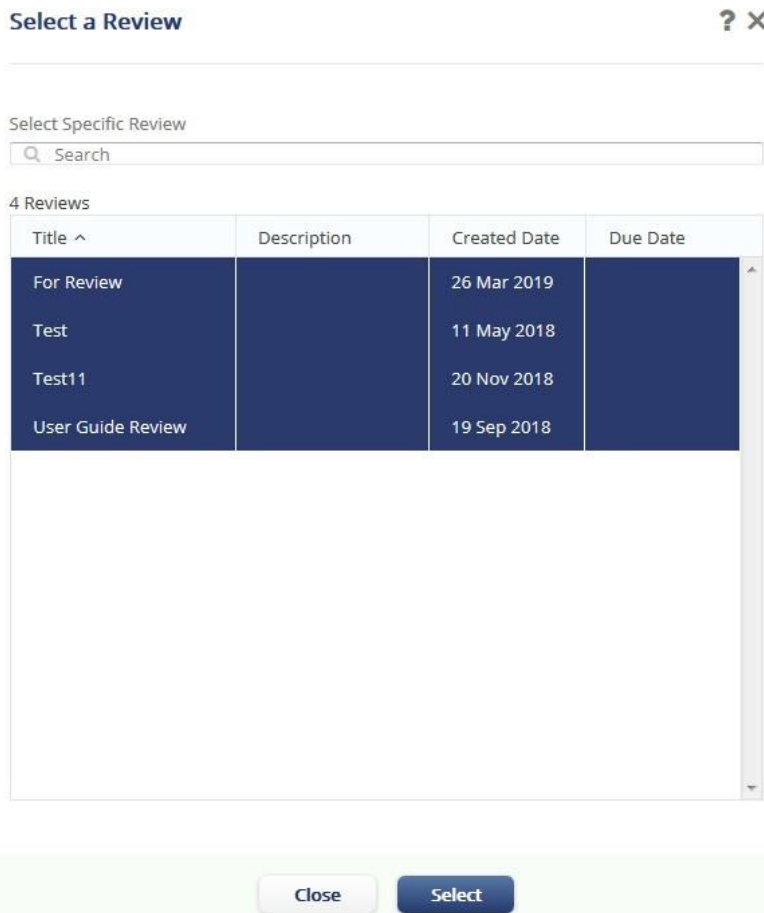 Select a Review ?
Select Specific Review
Search
4 Reviews
Title Description Created Date Due Date
For Review 26 Mar 2019
Test 11 May 2018
Test11 20 Nov 2018
User Guide Review 19 Sep 2018
Close Select